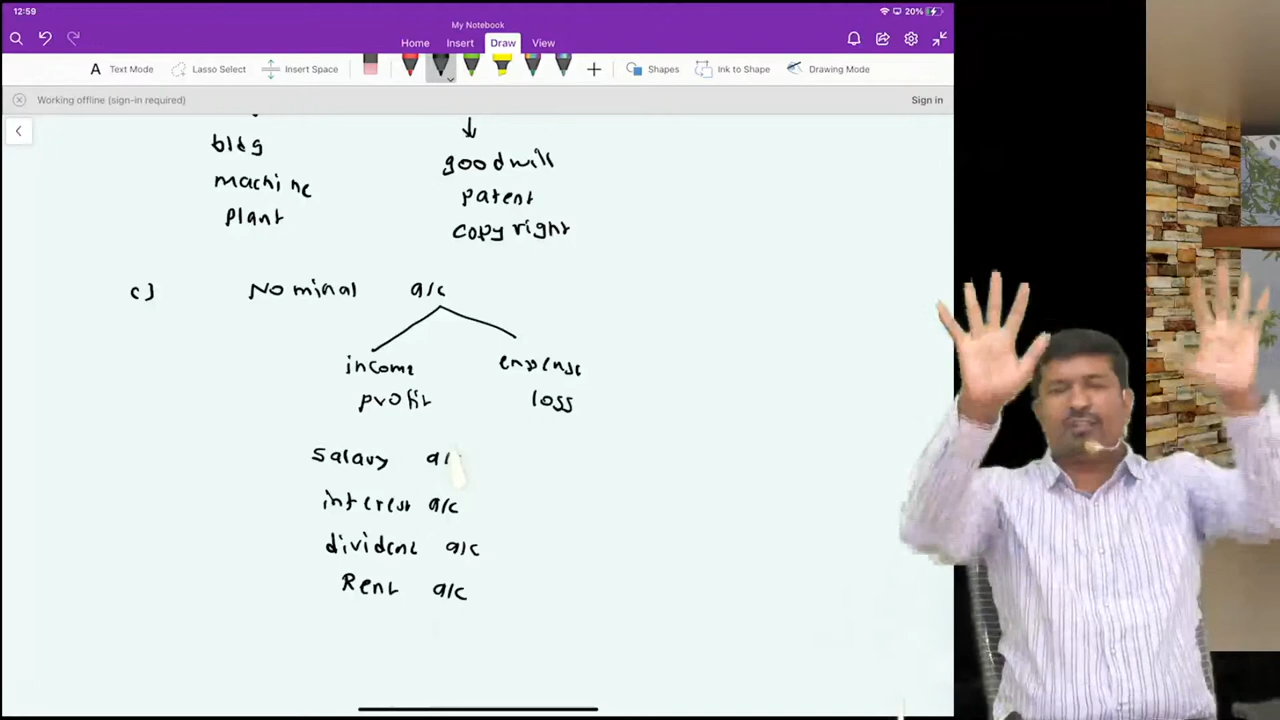 12:59
20%
My Notebook
Home Insert Draw View
Text Mode Lasso Select Insert Space Shapes Ink to Shape Drawing Mode
Working offline (sign-in required) Sign in
bldg goodwill
machine patent
plant copy right
c) Nominal a/c
income expense
profit loss
Salary a/
interest a/c
divident a/c
Rent a/c